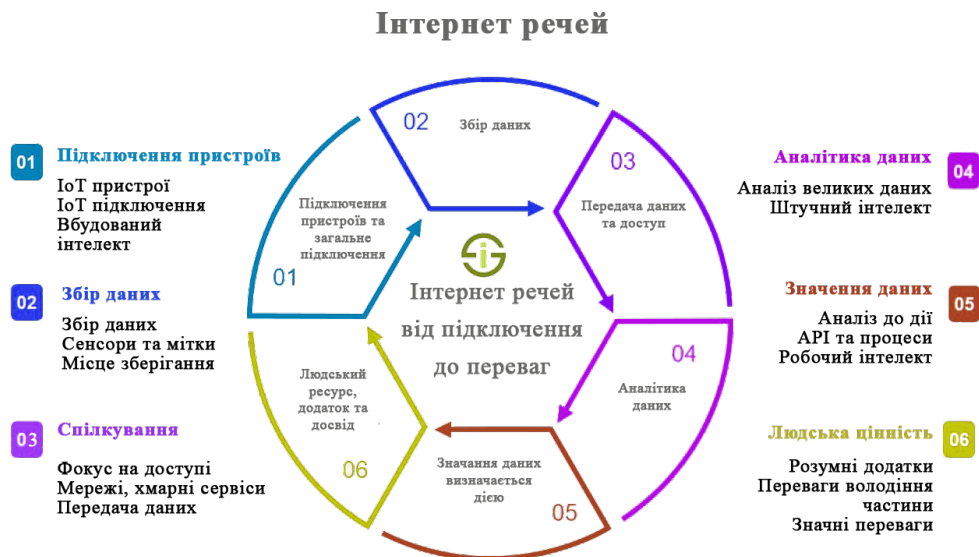 Інтернет речей
01
Підключення пристроїв
IoT пристрої
IoT підключення
Вбудований
інтелект
02
Збір даних
Збір даних
Сенсори та мітки
Місце зберігання
03
Спілкування
Фокус на доступі
Мережі, хмарні сервіси
Передача даних
01
Підключення
пристроїв та
загальне
підключення
02
Збір даних
03
Передача даних
та доступ
04
Аналітика
даних
05
Значання даних
визначається
дією
06
Людський
ресурс,
додаток та
досвід
Інтернет речей
від підключення
до переваг
04
Аналітика даних
Аналіз великих даних
Штучний інтелект
05
Значення даних
Аналіз до дії
АРІ та процеси
Робочий інтелект
06
Людська цінність
Розумні додатки
Переваги володіння
частини
Значні переваги